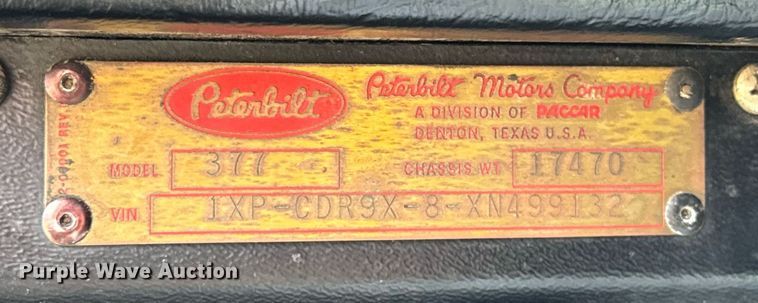 Peterbilt
Peterbilt Motors Company
A DIVISION OF PACCAR
DENTON, TEXAS U.S.A.
MODEL 377
CHASSIS WT 17470
VIN 1XP-CDR9X-8-XN499132
Purple Wave Auction